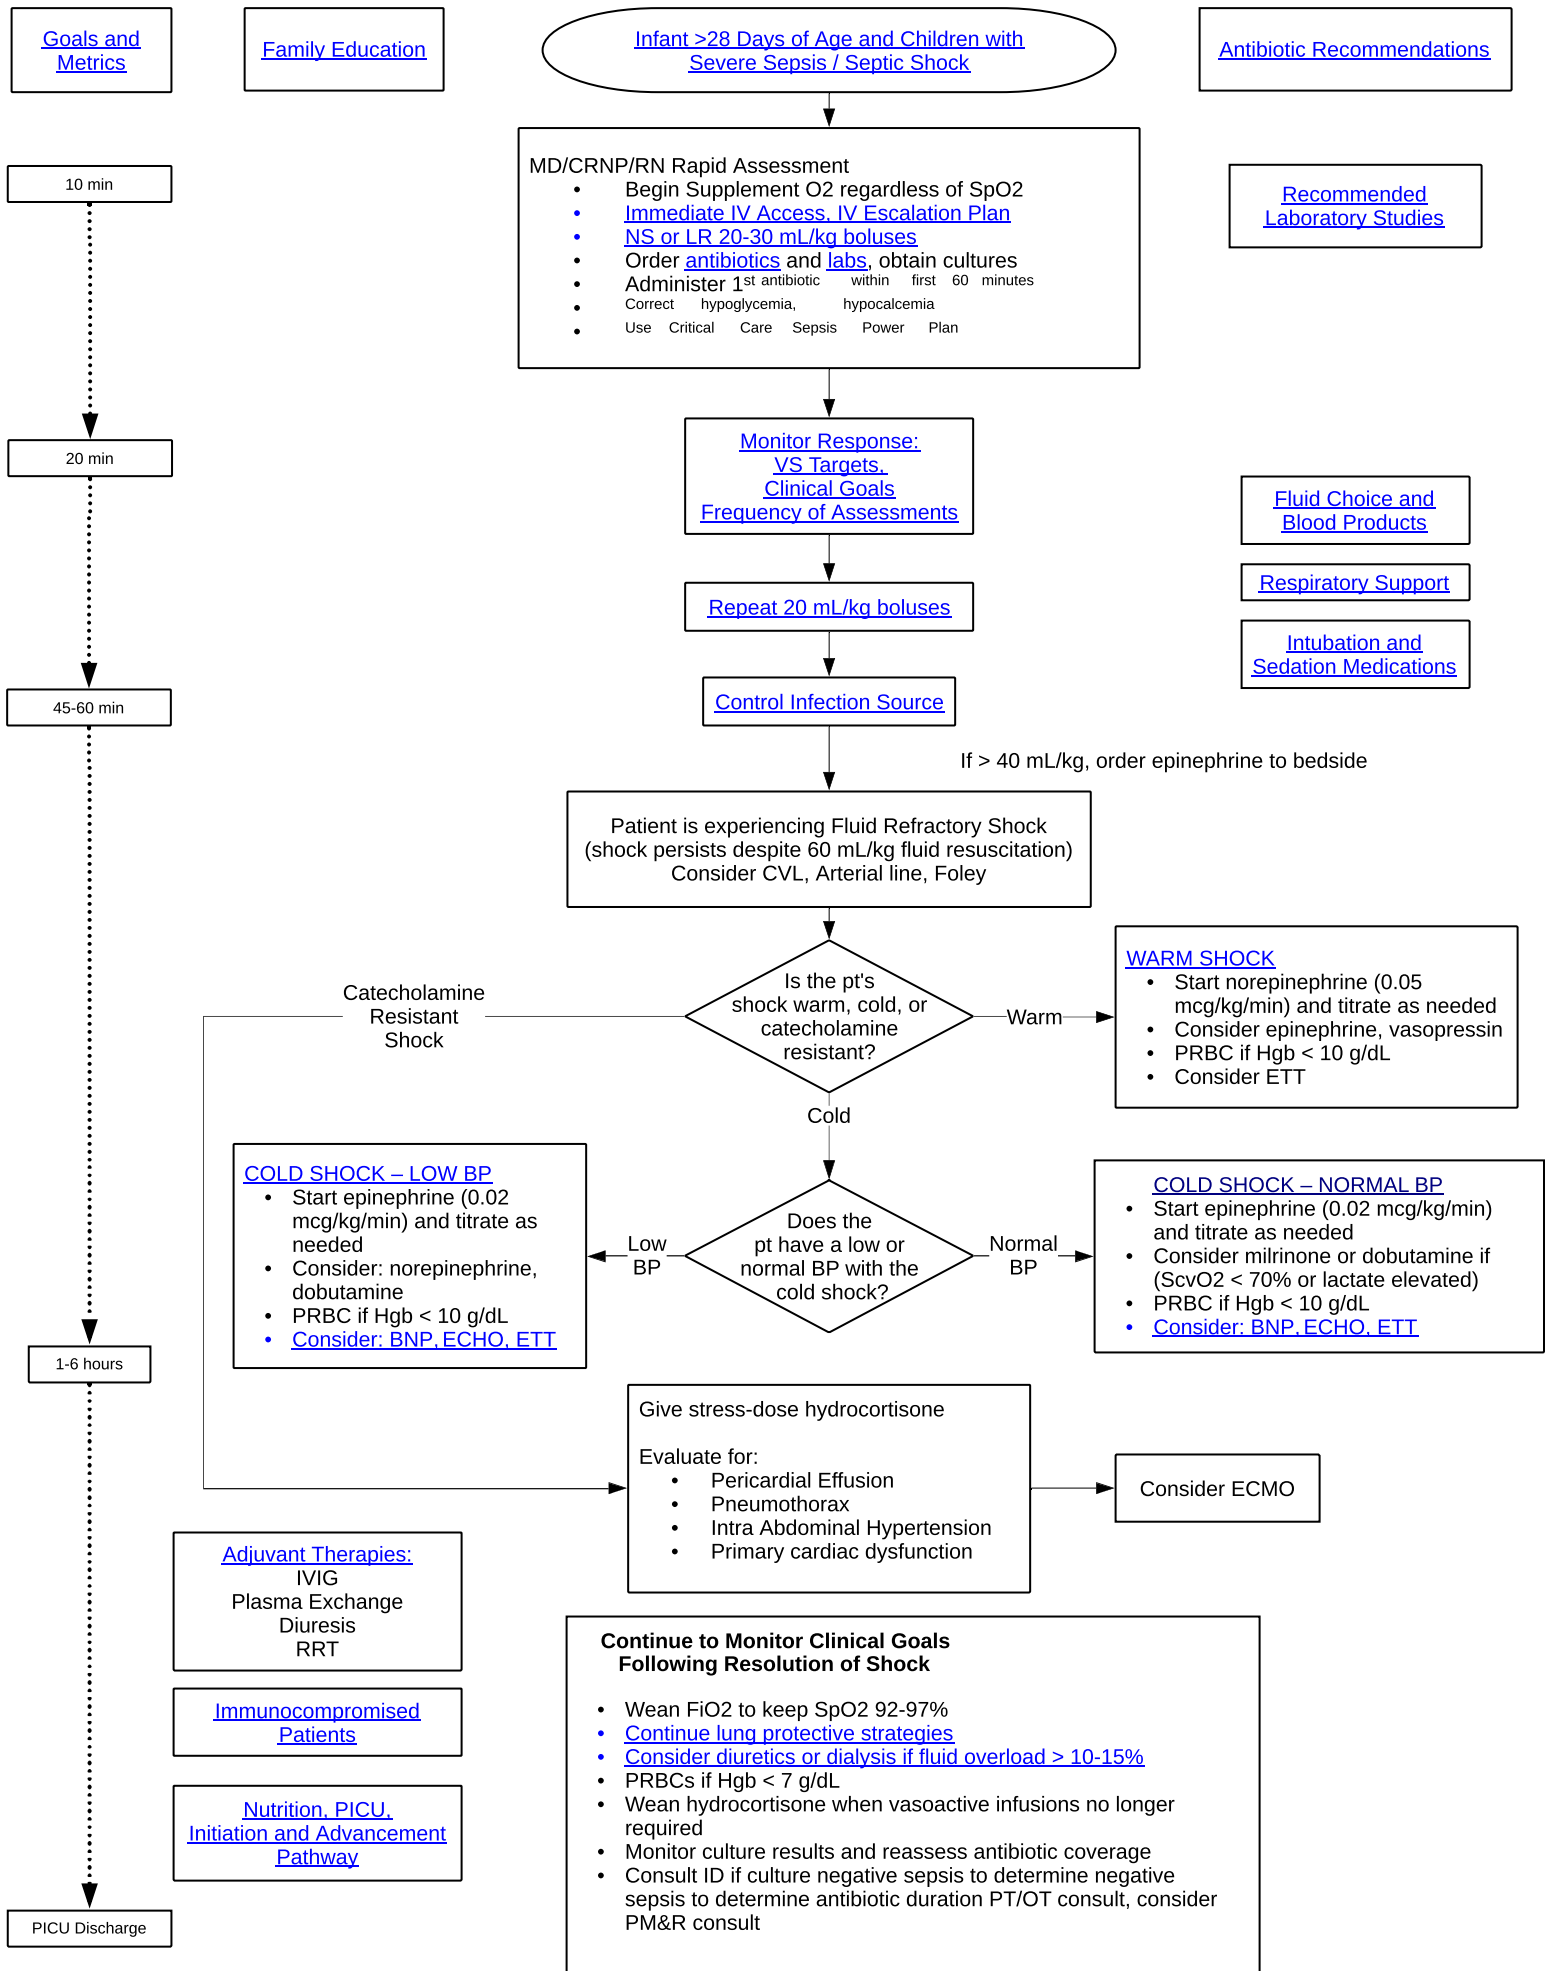 Goals and
Metrics
Family Education
Infant >28 Days of Age and Children with
Severe Sepsis / Septic Shock
Antibiotic Recommendations
10 min
MD/CRNP/RN Rapid Assessment
• Begin Supplement O2 regardless of SpO2
• Immediate IV Access, IV Escalation Plan
• NS or LR 20-30 mL/kg boluses
• Order antibiotics and labs, obtain cultures
• Administer 1st antibiotic within first 60 minutes
• Correct hypoglycemia, hypocalcemia
• Use Critical Care Sepsis Power Plan
Recommended
Laboratory Studies
20 min
Monitor Response:
VS Targets,
Clinical Goals
Frequency of Assessments
Fluid Choice and
Blood Products
Repeat 20 mL/kg boluses
Respiratory Support
Intubation and
Sedation Medications
45-60 min
Control Infection Source
If > 40 mL/kg, order epinephrine to bedside
Patient is experiencing Fluid Refractory Shock
(shock persists despite 60 mL/kg fluid resuscitation)
Consider CVL, Arterial line, Foley
Is the pt's
shock warm, cold, or
catecholamine
resistant?
Catecholamine
Resistant
Shock
Warm
WARM SHOCK
• Start norepinephrine (0.05
mcg/kg/min) and titrate as needed
• Consider epinephrine, vasopressin
• PRBC if Hgb < 10 g/dL
• Consider ETT
Cold
COLD SHOCK – LOW BP
• Start epinephrine (0.02
mcg/kg/min) and titrate as
needed
• Consider: norepinephrine,
dobutamine
• PRBC if Hgb < 10 g/dL
• Consider: BNP, ECHO, ETT
Low
BP
Does the
pt have a low or
normal BP with the
cold shock?
Normal
BP
COLD SHOCK – NORMAL BP
• Start epinephrine (0.02 mcg/kg/min)
and titrate as needed
• Consider milrinone or dobutamine if
(ScvO2 < 70% or lactate elevated)
• PRBC if Hgb < 10 g/dL
• Consider: BNP, ECHO, ETT
1-6 hours
Give stress-dose hydrocortisone
Evaluate for:
• Pericardial Effusion
• Pneumothorax
• Intra Abdominal Hypertension
• Primary cardiac dysfunction
Consider ECMO
Adjuvant Therapies:
IVIG
Plasma Exchange
Diuresis
RRT
Immunocompromised
Patients
Nutrition, PICU,
Initiation and Advancement
Pathway
Continue to Monitor Clinical Goals
Following Resolution of Shock
• Wean FiO2 to keep SpO2 92-97%
• Continue lung protective strategies
• Consider diuretics or dialysis if fluid overload > 10-15%
• PRBCs if Hgb < 7 g/dL
• Wean hydrocortisone when vasoactive infusions no longer
required
• Monitor culture results and reassess antibiotic coverage
• Consult ID if culture negative sepsis to determine negative
sepsis to determine antibiotic duration PT/OT consult, consider
PM&R consult
PICU Discharge